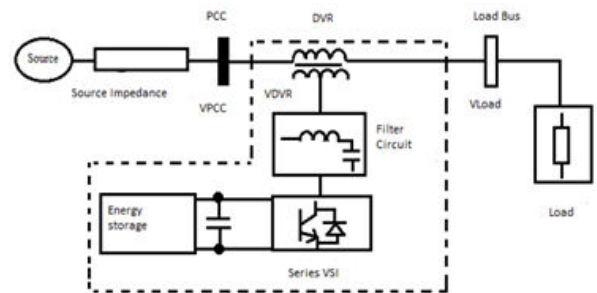 PCC
DVR
Load Bus
Source
Source Impedance
VPCC
VDVR
VLoad
Filter
Circuit
Energy
storage
Load
Series VSI